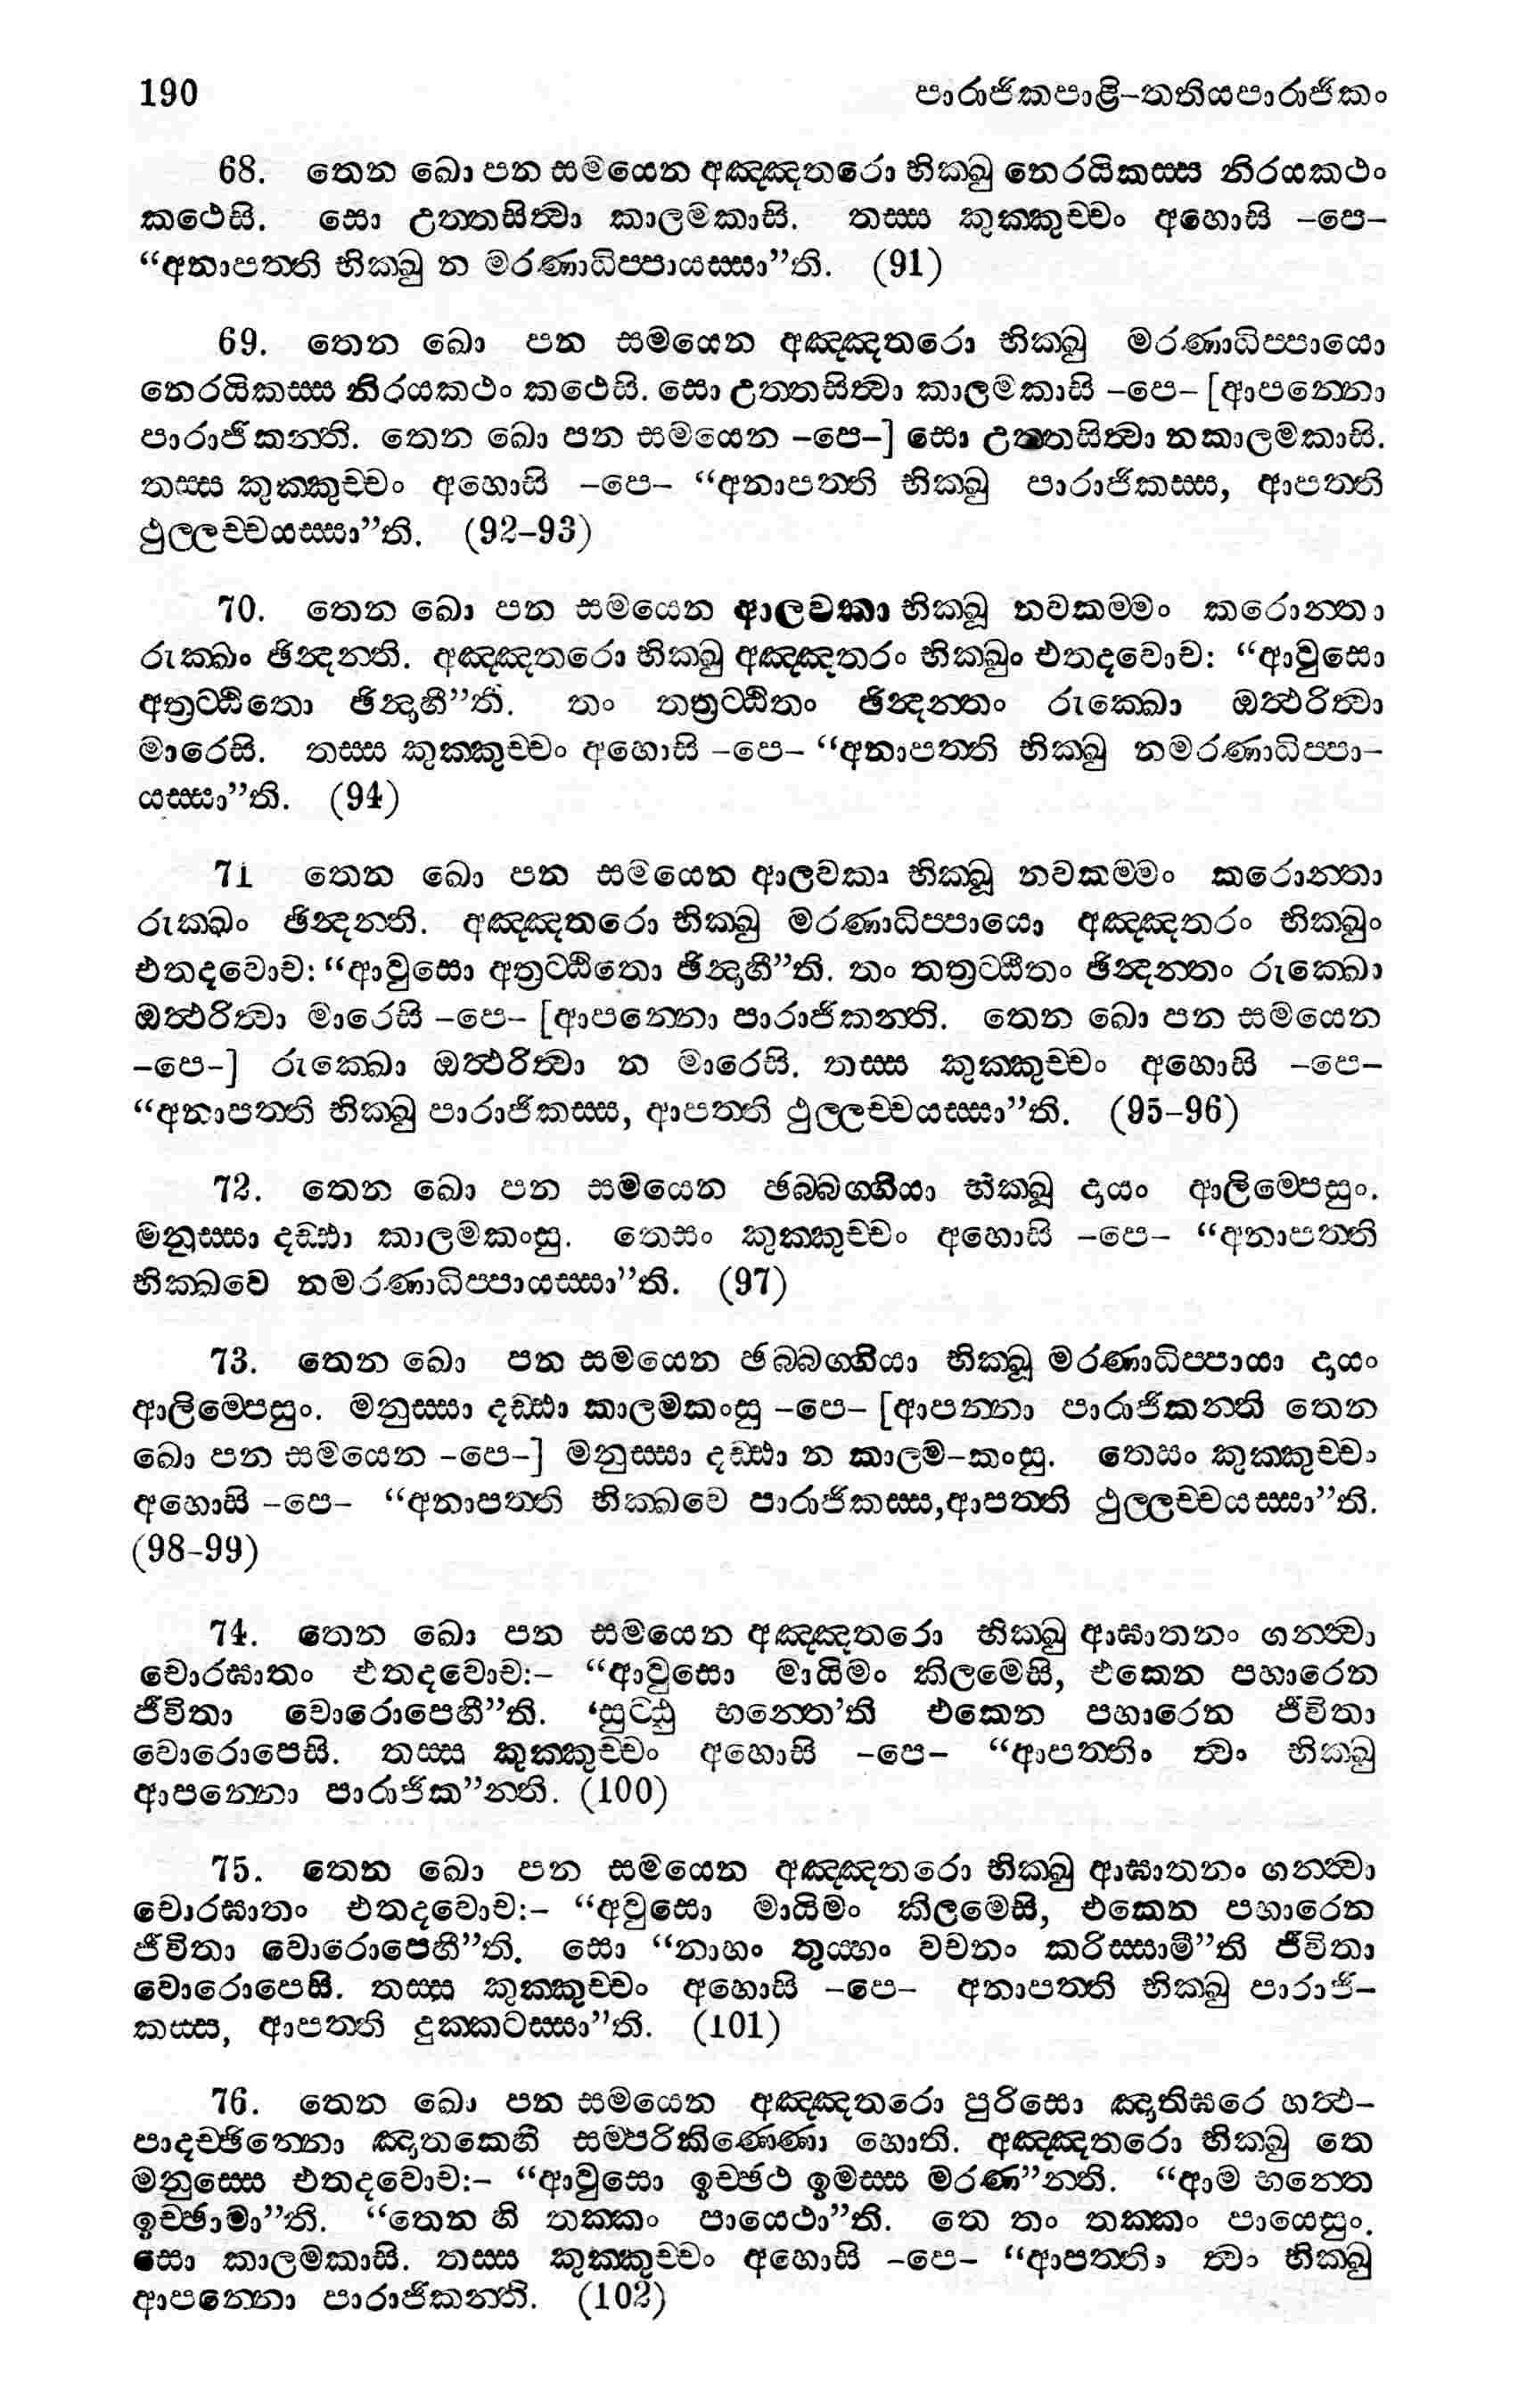 190 පාරාජිකපාළි-තතියපාරාජිකං
68. තෙන ඛො පන සමයෙන අඤ්ඤතරො භික්ඛු නෙරයිකස්ස නිරයකථං
කථෙසි. සො උත්තසිත්වා කාලමකාසි. තස්ස කුක්කුච්චං අහොසි –පෙ–
“අනාපත්ති භික්ඛු න මරණාධිප්පායස්සා”ති. (91)
69. තෙන ඛො පන සමයෙන අඤ්ඤතරො භික්ඛු මරණාධිප්පායො
නෙරයිකස්ස නිරයකථං කථෙසි. සො උත්තසිත්වා කාලමකාසි –පෙ– [ආපන්නො
පාරාජිකන්ති. තෙන ඛො පන සමයෙන –පෙ–] සො උත්තසිත්වා නකාලමකාසි.
තස්ස කුක්කුච්චං අහොසි –පෙ– “අනාපත්ති භික්ඛු පාරාජිකස්ස, ආපත්ති
ථුල්ලච්චයස්සා”ති. (92–93)
70. තෙන ඛො පන සමයෙන ආලවකා භික්ඛූ නවකම්මං කරොන්තා
රුක්ඛං ඡින්දන්ති. අඤ්ඤතරො භික්ඛු අඤ්ඤතරං භික්ඛුං එතදවොච: “ආවුසො
අත්‍රට්ඨිතො ඡින්දාහී”ති. තං තත්‍රට්ඨිතං ඡින්දන්තං රුක්ඛො ඔත්ථරිත්වා
මාරෙසි. තස්ස කුක්කුච්චං අහොසි –පෙ– “අනාපත්ති භික්ඛු නමරණාධිප්පා–
යස්සා”ති. (94)
71 තෙන ඛො පන සමයෙන ආලවකා භික්ඛූ නවකම්මං කරොන්තා
රුක්ඛං ඡින්දන්ති. අඤ්ඤතරො භික්ඛු මරණාධිප්පායො අඤ්ඤතරං භික්ඛුං
එතදවොච: “ආවුසො අත්‍රට්ඨිතො ඡින්දාහී”ති. තං තත්‍රට්ඨිතං ඡින්දන්තං රුක්ඛො
ඔත්ථරිත්වා මාරෙසි –පෙ– [ආපන්නො පාරාජිකන්ති. තෙන ඛො පන සමයෙන
–පෙ–] රුක්ඛො ඔත්ථරිත්වා න මාරෙසි. තස්ස කුක්කුච්චං අහොසි –පෙ–
“අනාපත්ති භික්ඛු පාරාජිකස්ස, ආපත්ති ථුල්ලච්චයස්සා”ති. (95–96)
72. තෙන ඛො පන සමයෙන ඡබ්බග්ගියා භික්ඛූ දායං ආලිම්පෙසුං.
මනුස්සා දඩ්ඪා කාලමකංසු. තෙසං කුක්කුච්චං අහොසි –පෙ– “අනාපත්ති
භික්ඛවෙ නමරණාධිප්පායස්සා”ති. (97)
73. තෙන ඛො පන සමයෙන ඡබ්බග්ගියා භික්ඛූ මරණාධිප්පායා දායං
ආලිම්පෙසුං. මනුස්සා දඩ්ඪා කාලමකංසු –පෙ– [ආපන්නා පාරාජිකන්ති තෙන
ඛො පන සමයෙන –පෙ–] මනුස්සා දඩ්ඪා න කාලම–කංසු. තෙසං කුක්කුච්චං
අහොසි –පෙ– “අනාපත්ති භික්ඛවෙ පාරාජිකස්ස,ආපත්ති ථුල්ලච්චයස්සා”ති.
(98–99)
74. තෙන ඛො පන සමයෙන අඤ්ඤතරො භික්ඛු ආඝාතනං ගන්ත්වා
චොරඝාතං එතදවොච:– “ආවුසො මායිමං කිලමෙසි, එකෙන පහාරෙන
ජීවිතා වොරොපෙහී”ති. ‘සුට්ඨු භන්තෙ’ති එකෙන පහාරෙන ජීවිතා
වොරොපෙසි. තස්ස කුක්කුච්චං අහොසි –පෙ– “ආපත්තිං ත්වං භික්ඛු
ආපන්නො පාරාජික”න්ති. (100)
75. තෙන ඛො පන සමයෙන අඤ්ඤතරො භික්ඛු ආඝාතනං ගන්ත්වා
චොරඝාතං එතදවොච:– “අවුසො මායිමං කිලමෙසි, එකෙන පහාරෙන
ජීවිතා වොරොපෙහී”ති. සො “නාහං තුය්හං වචනං කරිස්සාමී”ති ජීවිතා
වොරොපෙසි. තස්ස කුක්කුච්චං අහොසි –පෙ– අනාපත්ති භික්ඛු පාරාජි–
කස්ස, ආපත්ති දුක්කටස්සා”ති. (101)
76. තෙන ඛො පන සමයෙන අඤ්ඤතරො පුරිසො ඤාතිඝරෙ හත්ථ–
පාදච්ඡින්නො ඤාතකෙහි සම්පරිකිණ්ණො හොති. අඤ්ඤතරො භික්ඛු තෙ
මනුස්සෙ එතදවොච:– “ආවුසො ඉච්ඡථ ඉමස්ස මරණ”න්ති. “ආම භන්තෙ
ඉච්ඡාමා”ති. “තෙන හි තක්කං පායෙථා”ති. තෙ තං තක්කං පායෙසුං.
සො කාලමකාසි. තස්ස කුක්කුච්චං අහොසි –පෙ– “ආපත්තිං ත්වං භික්ඛු
ආපන්නො පාරාජිකන්ති. (102)